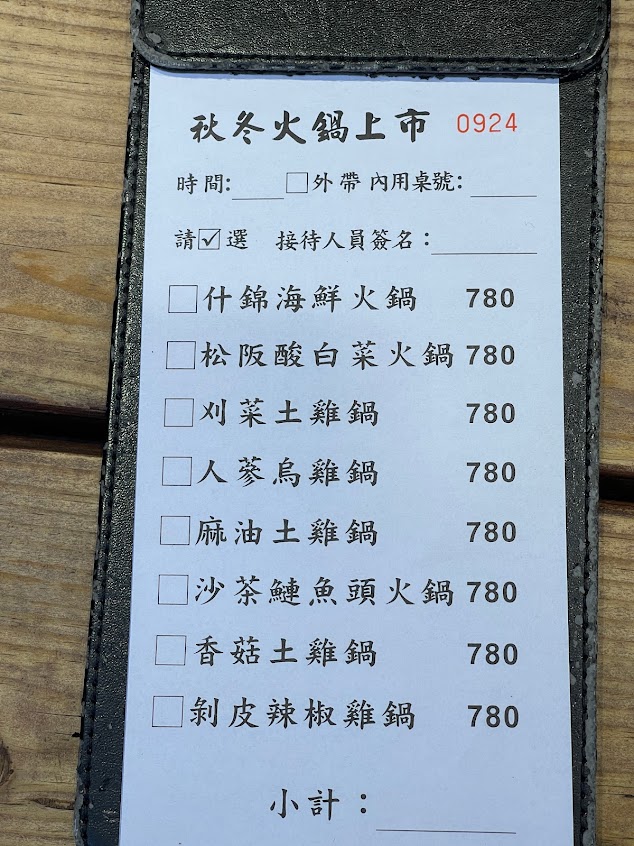 秋冬火鍋上市 0924
時間:____ □外帶 內用桌號:____
請☑選 接待人員簽名：____
□什錦海鮮火鍋 780
□松阪酸白菜火鍋 780
□刈菜土雞鍋 780
□人蔘烏雞鍋 780
□麻油土雞鍋 780
□沙茶鰱魚頭火鍋 780
□香菇土雞鍋 780
□剝皮辣椒雞鍋 780
小計：____